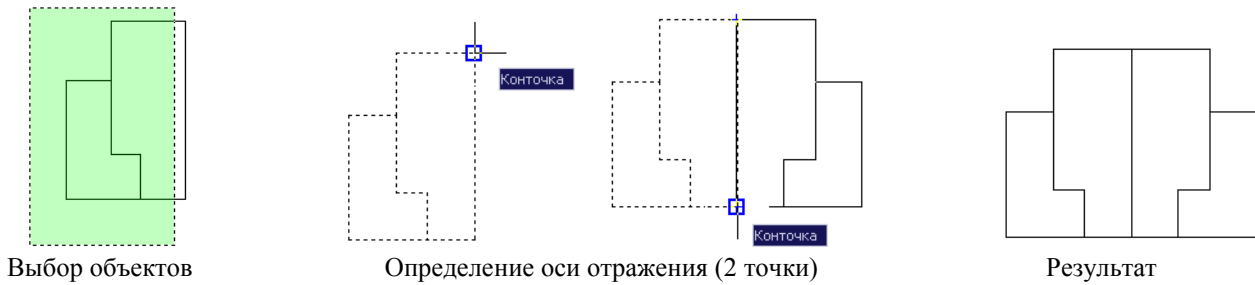 Конточка
Конточка
Выбор объектов
Определение оси отражения (2 точки)
Результат